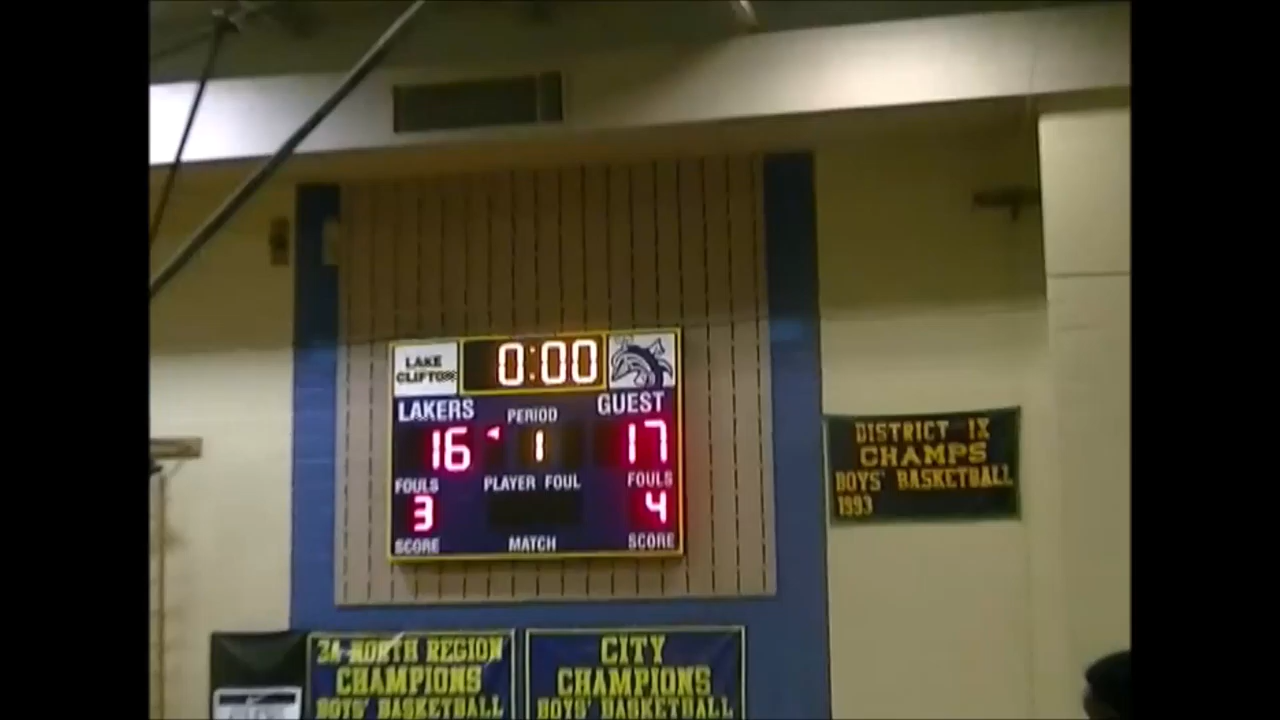 LAKE
CLIFTON
0:00
LAKERS
PERIOD
GUEST
16
1
17
FOULS
PLAYER FOUL
FOULS
3
4
SCORE
MATCH
SCORE
DISTRICT IX
CHAMPS
BOYS' BASKETBALL
1993
3A NORTH REGION
CHAMPIONS
BOYS' BASKETBALL
CITY
CHAMPIONS
BOYS' BASKETBALL